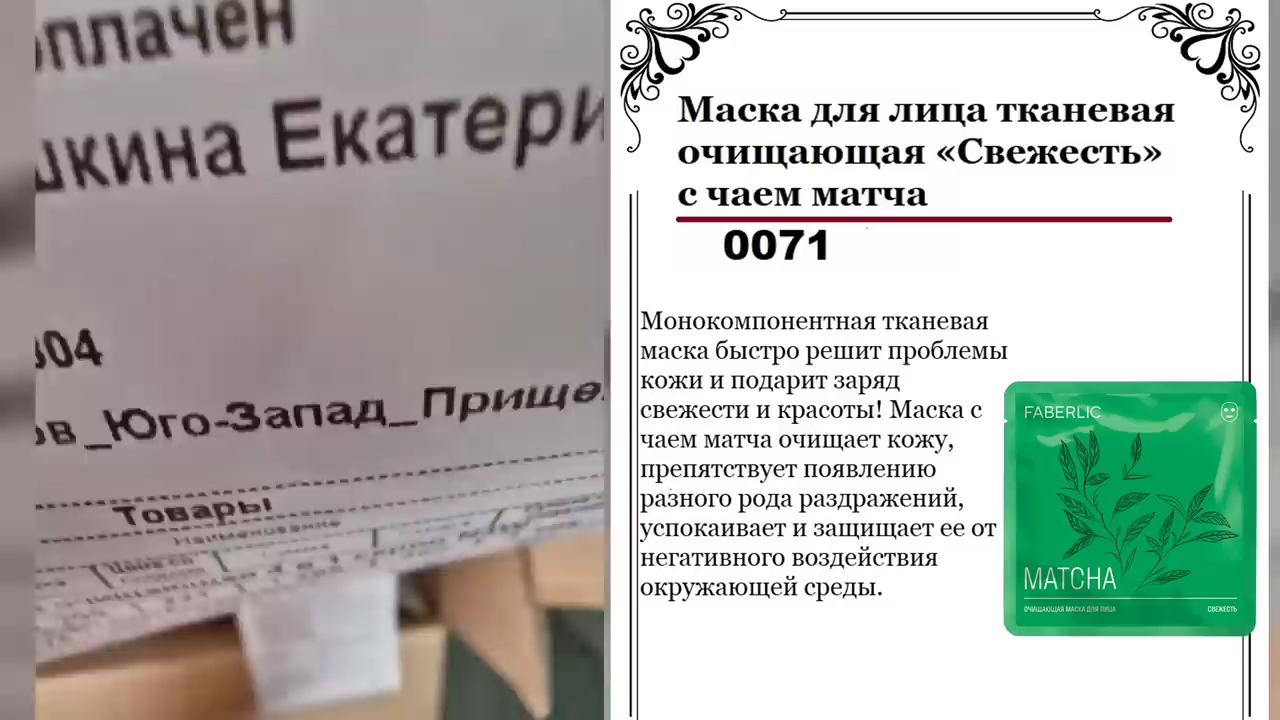 оплачен
шкина Екатери
304
ов_Юго-Запад_Прище
Товары
Наименование
Маска для лица тканевая
очищающая «Свежесть»
с чаем матча
0071
Монокомпонентная тканевая
маска быстро решит проблемы
кожи и подарит заряд
свежести и красоты! Маска с
чаем матча очищает кожу,
препятствует появлению
разного рода раздражений,
успокаивает и защищает ее от
негативного воздействия
окружающей среды.
FABERLIC
MATCHA
ОЧИЩАЮЩАЯ МАСКА ДЛЯ ЛИЦА
СВЕЖЕСТЬ